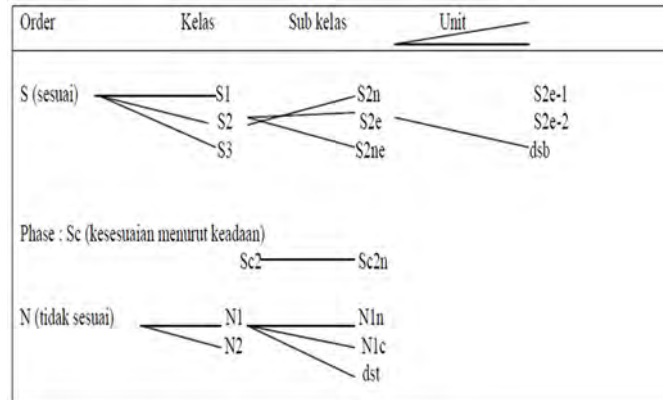 Order Kelas Sub kelas Unit
S (sesuai) S1 S2n S2e-1
S2 S2e S2e-2
S3 S2ne dsb
Phase : Sc (kesesuaian menurut keadaan)
Sc2 Sc2n
N (tidak sesuai) N1 N1n
N2 N1c
dst